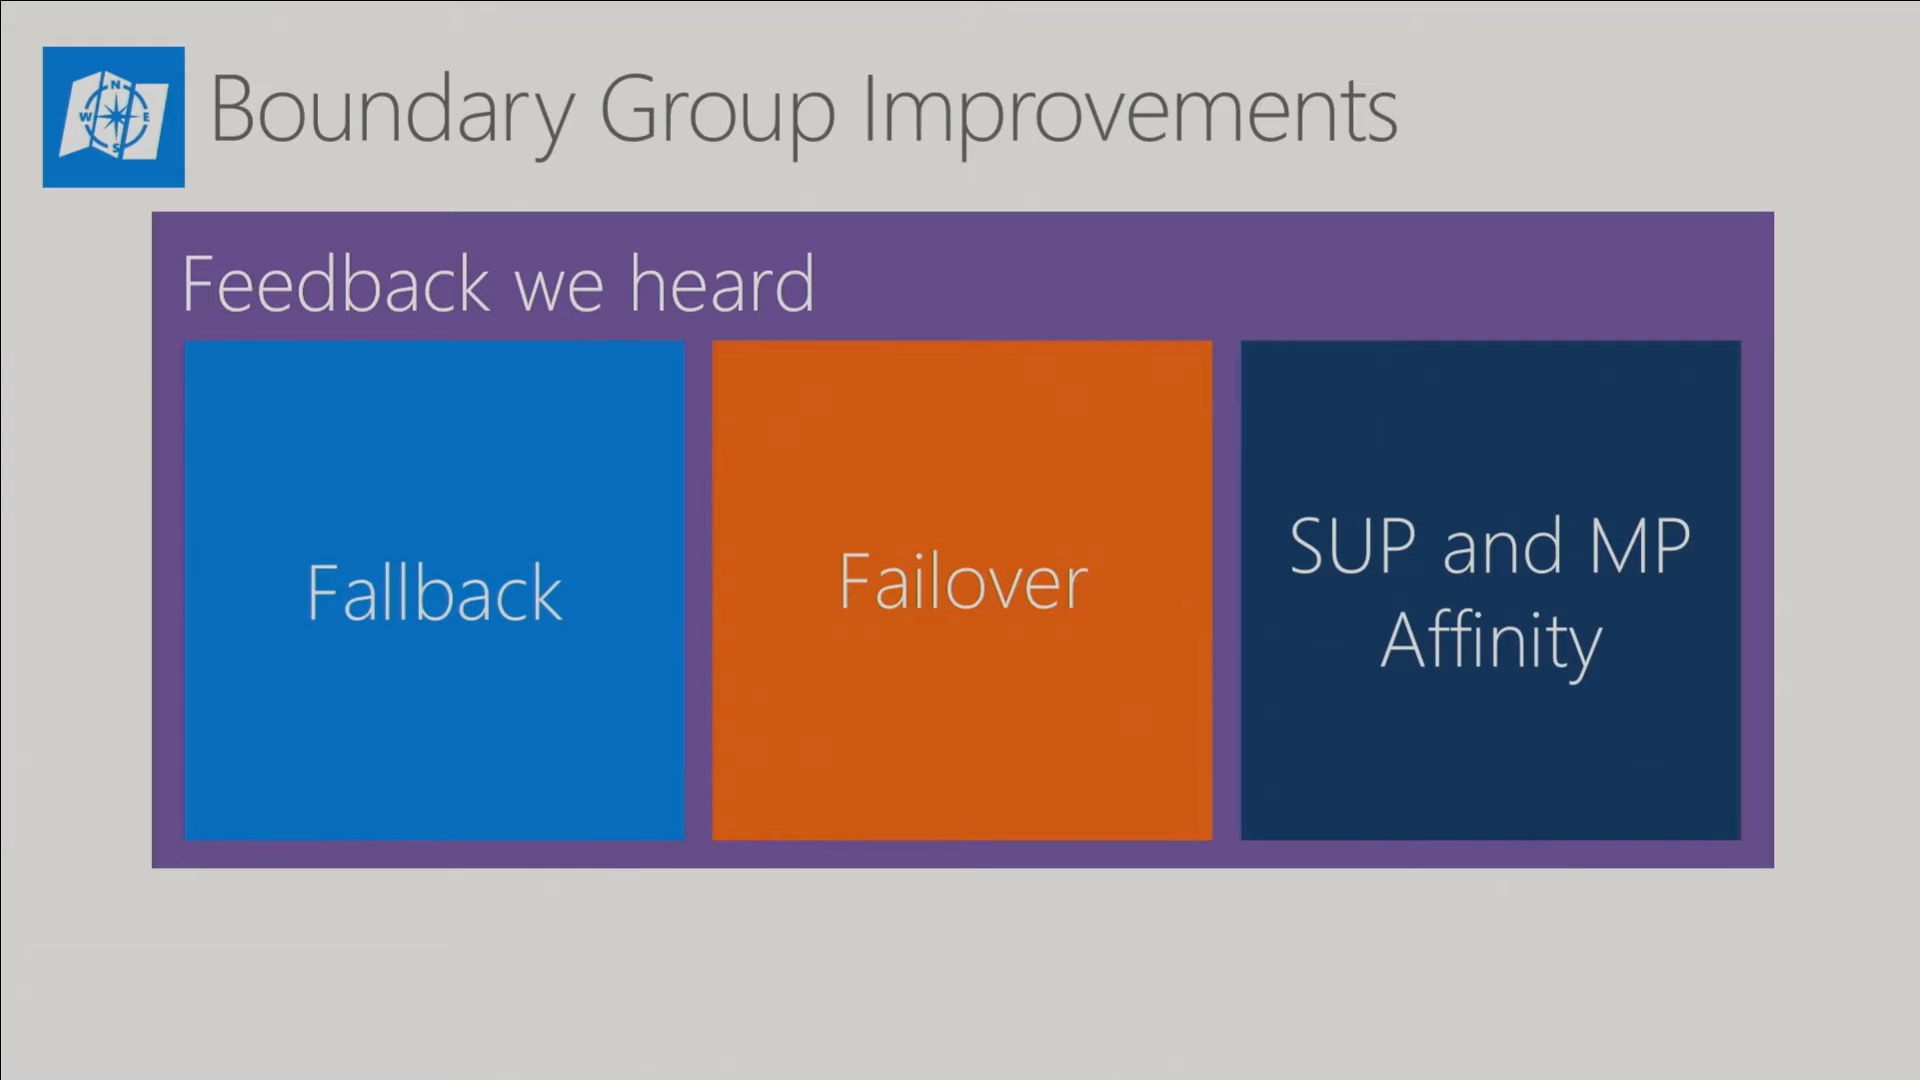 N
W E
S
Boundary Group Improvements
Feedback we heard
Fallback
Failover
SUP and MP
Affinity